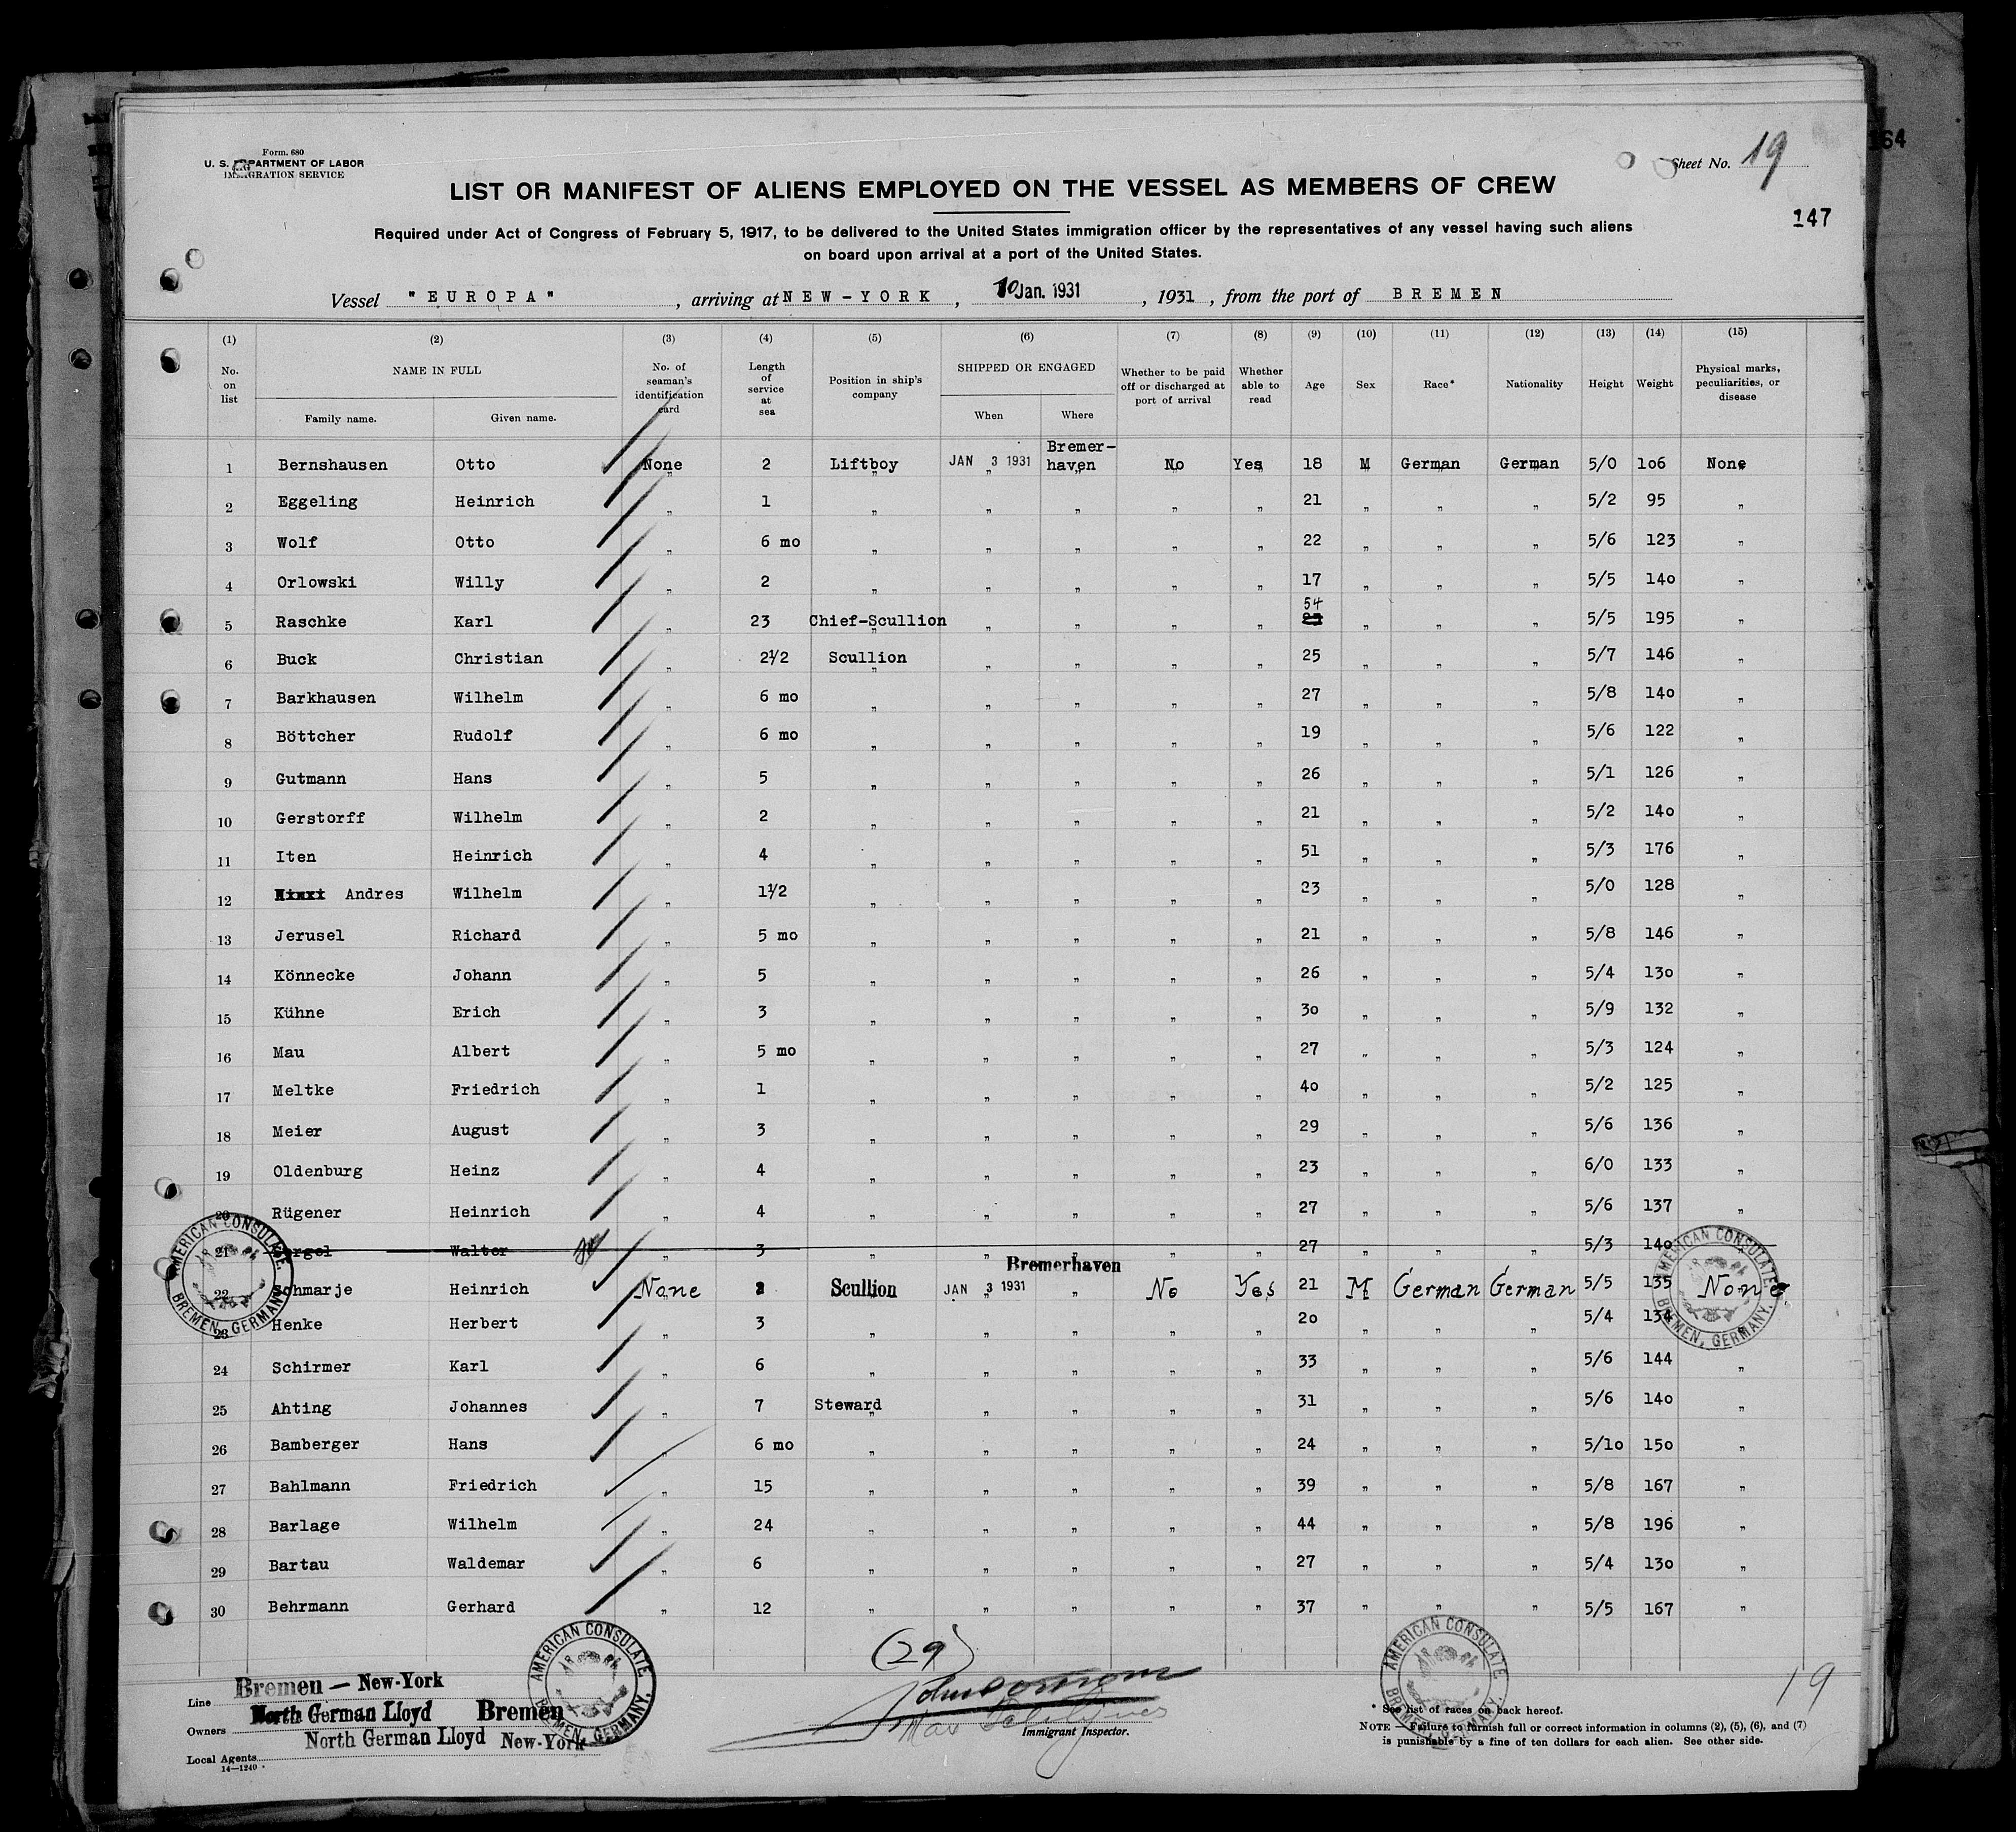 Form. 680
U. S. DEPARTMENT OF LABOR
IMMIGRATION SERVICE
Sheet No. 19
64
LIST OR MANIFEST OF ALIENS EMPLOYED ON THE VESSEL AS MEMBERS OF CREW
147
Required under Act of Congress of February 5, 1917, to be delivered to the United States immigration officer by the representatives of any vessel having such aliens
on board upon arrival at a port of the United States.
Vessel "EUROPA", arriving at NEW-YORK, 10 Jan. 1931, 1931, from the port of BREMEN
(1) (2) (3) (4) (5) (6) (7) (8) (9) (10) (11) (12) (13) (14) (15)
No. on list NAME IN FULL Family name. Given name. No. of seaman's identification card Length of service at sea Position in ship's company SHIPPED OR ENGAGED When Where Whether to be paid off or discharged at port of arrival Whether able to read Age Sex Race* Nationality Height Weight Physical marks, peculiarities, or disease
1 Bernshausen Otto None 2 Liftboy JAN 3 1931 Bremer-haven No Yes 18 M German German 5/0 106 None
2 Eggeling Heinrich „ 1 „ „ „ „ „ 21 „ „ „ 5/2 95 „
3 Wolf Otto „ 6 mo „ „ „ „ „ 22 „ „ „ 5/6 123 „
4 Orlowski Willy „ 2 „ „ „ „ „ 17 „ „ „ 5/5 140 „
5 Raschke Karl „ 23 Chief-Scullion „ „ „ „ 54 „ „ „ 5/5 195 „
6 Buck Christian „ 2½ Scullion „ „ „ „ 25 „ „ „ 5/7 146 „
7 Barkhausen Wilhelm „ 6 mo „ „ „ „ „ 27 „ „ „ 5/8 140 „
8 Böttcher Rudolf „ 6 mo „ „ „ „ „ 19 „ „ „ 5/6 122 „
9 Gutmann Hans „ 5 „ „ „ „ „ 26 „ „ „ 5/1 126 „
10 Gerstorff Wilhelm „ 2 „ „ „ „ „ 21 „ „ „ 5/2 140 „
11 Iten Heinrich „ 4 „ „ „ „ „ 51 „ „ „ 5/3 176 „
12 Andres Wilhelm „ 1½ „ „ „ „ „ 23 „ „ „ 5/0 128 „
13 Jerusel Richard „ 5 mo „ „ „ „ „ 21 „ „ „ 5/8 146 „
14 Könnecke Johann „ 5 „ „ „ „ „ 26 „ „ „ 5/4 130 „
15 Kühne Erich „ 3 „ „ „ „ „ 30 „ „ „ 5/9 132 „
16 Mau Albert „ 5 mo „ „ „ „ „ 27 „ „ „ 5/3 124 „
17 Meltke Friedrich „ 1 „ „ „ „ „ 40 „ „ „ 5/2 125 „
18 Meier August „ 3 „ „ „ „ „ 29 „ „ „ 5/6 136 „
19 Oldenburg Heinz „ 4 „ „ „ „ „ 23 „ „ „ 6/0 133 „
20 Rügener Heinrich „ 4 „ „ „ „ „ 27 „ „ „ 5/6 137 „
21 Walter „ 3 „ „ „ „ „ 27 „ „ „ 5/3 140 „
22 Schmarje Heinrich None 2 Scullion JAN 3 1931 Bremerhaven No Yes 21 M German German 5/5 135 None
23 Henke Herbert „ 3 „ „ „ „ „ 20 „ „ „ 5/4 134
24 Schirmer Karl „ 6 „ „ „ „ „ 33 „ „ „ 5/6 144 „
25 Ahting Johannes „ 7 Steward „ „ „ „ 31 „ „ „ 5/6 140 „
26 Bamberger Hans „ 6 mo „ „ „ „ „ 24 „ „ „ 5/10 150 „
27 Bahlmann Friedrich „ 15 „ „ „ „ „ 39 „ „ „ 5/8 167 „
28 Barlage Wilhelm „ 24 „ „ „ „ „ 44 „ „ „ 5/8 196 „
29 Bartau Waldemar „ 6 „ „ „ „ „ 27 „ „ „ 5/4 130 „
30 Behrmann Gerhard „ 12 „ „ „ „ „ 37 „ „ „ 5/5 167 „
AMERICAN CONSULATE. BREMEN, GERMANY.
AMERICAN CONSULATE. BREMEN, GERMANY.
AMERICAN CONSULATE. BREMEN, GERMANY.
AMERICAN CONSULATE. BREMEN, GERMANY.
(29)
19
Line Bremen — New-York
Owners North German Lloyd Bremen
Local Agents North German Lloyd New-York
14—1240
Immigrant Inspector.
* See list of races on back hereof.
NOTE — Failure to furnish full or correct information in columns (2), (5), (6), and (7)
is punishable by a fine of ten dollars for each alien. See other side.